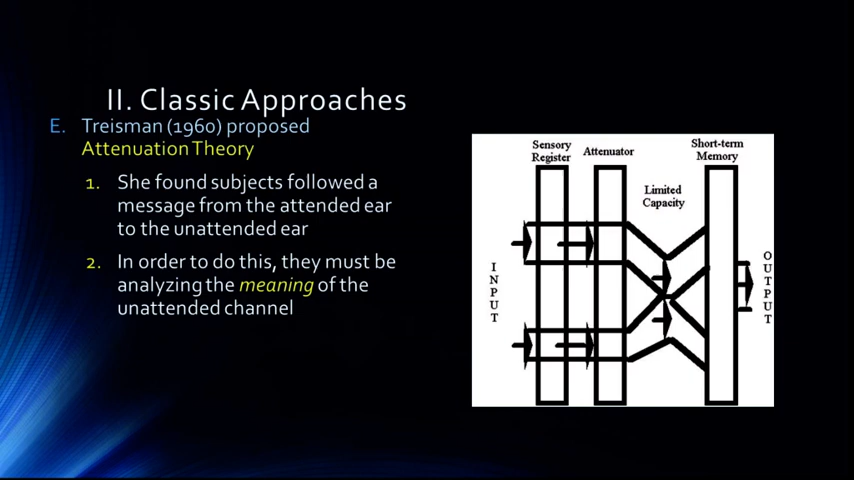 II. Classic Approaches
E. Treisman (1960) proposed
Attenuation Theory
1. She found subjects followed a
message from the attended ear
to the unattended ear
2. In order to do this, they must be
analyzing the meaning of the
unattended channel
Sensory
Register
Attenuator
Limited
Capacity
Short-term
Memory
INPUT
OUTPUT